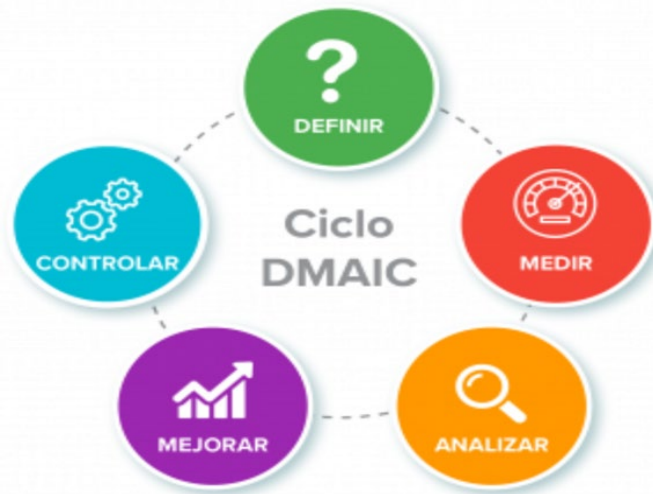 ?
DEFINIR
MEDIR
ANALIZAR
MEJORAR
CONTROLAR
Ciclo
DMAIC